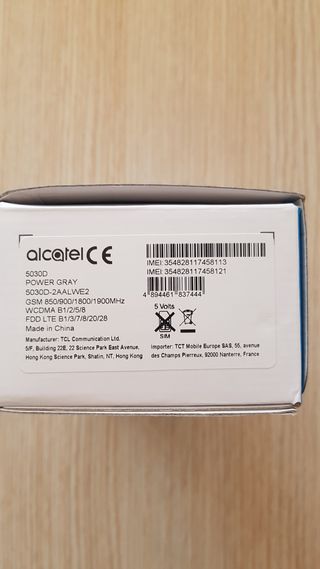 alcatel CE
5030D
POWER GRAY
5030D-2AALWE2
GSM 850/900/1800/1900MHz
WCDMA B1/2/5/8
FDD LTE B1/3/7/8/20/28
Made in China
IMEI: 354828117458113
IMEI: 354828117458121
4 894461 837444
5 Volts
SIM
Manufacturer: TCL Communication Ltd.
5/F, Building 22E, 22 Science Park East Avenue,
Hong Kong Science Park, Shatin, NT, Hong Kong
Importer: TCT Mobile Europe SAS, 55, avenue
des Champs Pierreux, 92000 Nanterre, France